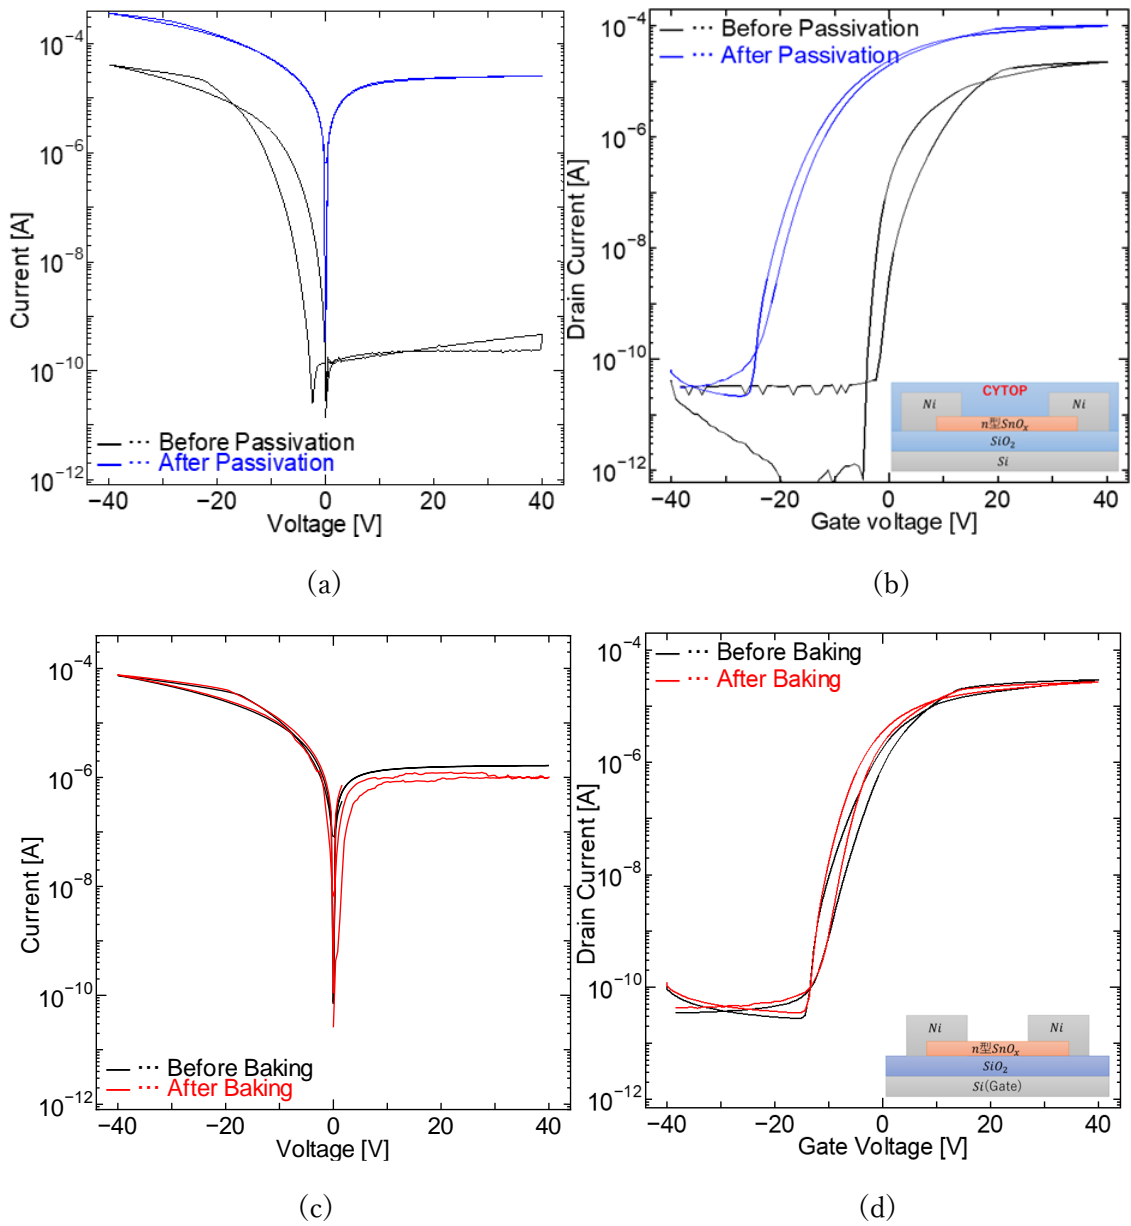 10⁻⁴
10⁻⁶
10⁻⁸
10⁻¹⁰
10⁻¹²
Current [A]
··· Before Passivation
··· After Passivation
−40 −20 0 20 40
Voltage [V]
(a)
··· Before Passivation
··· After Passivation
10⁻⁴
10⁻⁶
10⁻⁸
10⁻¹⁰
10⁻¹²
Drain Current [A]
CYTOP
Ni Ni
n型SnOₓ
SiO₂
Si
−40 −20 0 20 40
Gate voltage [V]
(b)
10⁻⁴
10⁻⁶
10⁻⁸
10⁻¹⁰
10⁻¹²
Current [A]
··· Before Baking
··· After Baking
−40 −20 0 20 40
Voltage [V]
(c)
··· Before Baking
··· After Baking
10⁻⁴
10⁻⁶
10⁻⁸
10⁻¹⁰
10⁻¹²
Drain Current [A]
Ni Ni
n型SnOₓ
SiO₂
Si(Gate)
−40 −20 0 20 40
Gate Voltage [V]
(d)